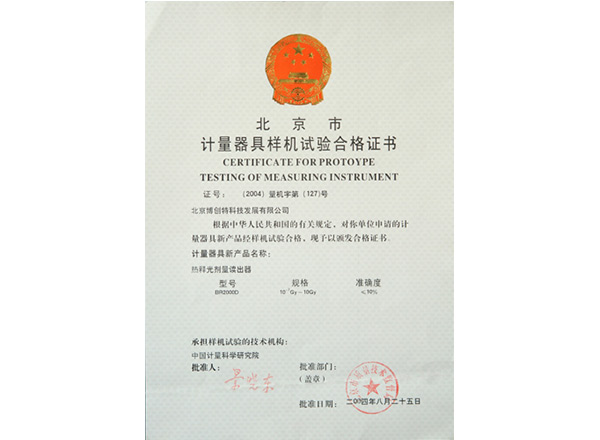 北京市
计量器具样机试验合格证书
CERTIFICATE FOR PROTOYPE
TESTING OF MEASURING INSTRUMENT
证号： (2004) 量机字第 (127)号
北京博创特科技发展有限公司
根据中华人民共和国的有关规定、对你单位申请的计
量器具新产品经样机试验合格、现予以颁发合格证书．
计量器具新产品名称：
热释光剂量读出器
型号 规格 准确度
BR2000D 10⁻⁷Gy～10Gy ≤10%
承担样机试验的技术机构：
中国计量科学研究院
批准人： 批准部门：
(盖章)
批准日期： 二00四年八月二十五日